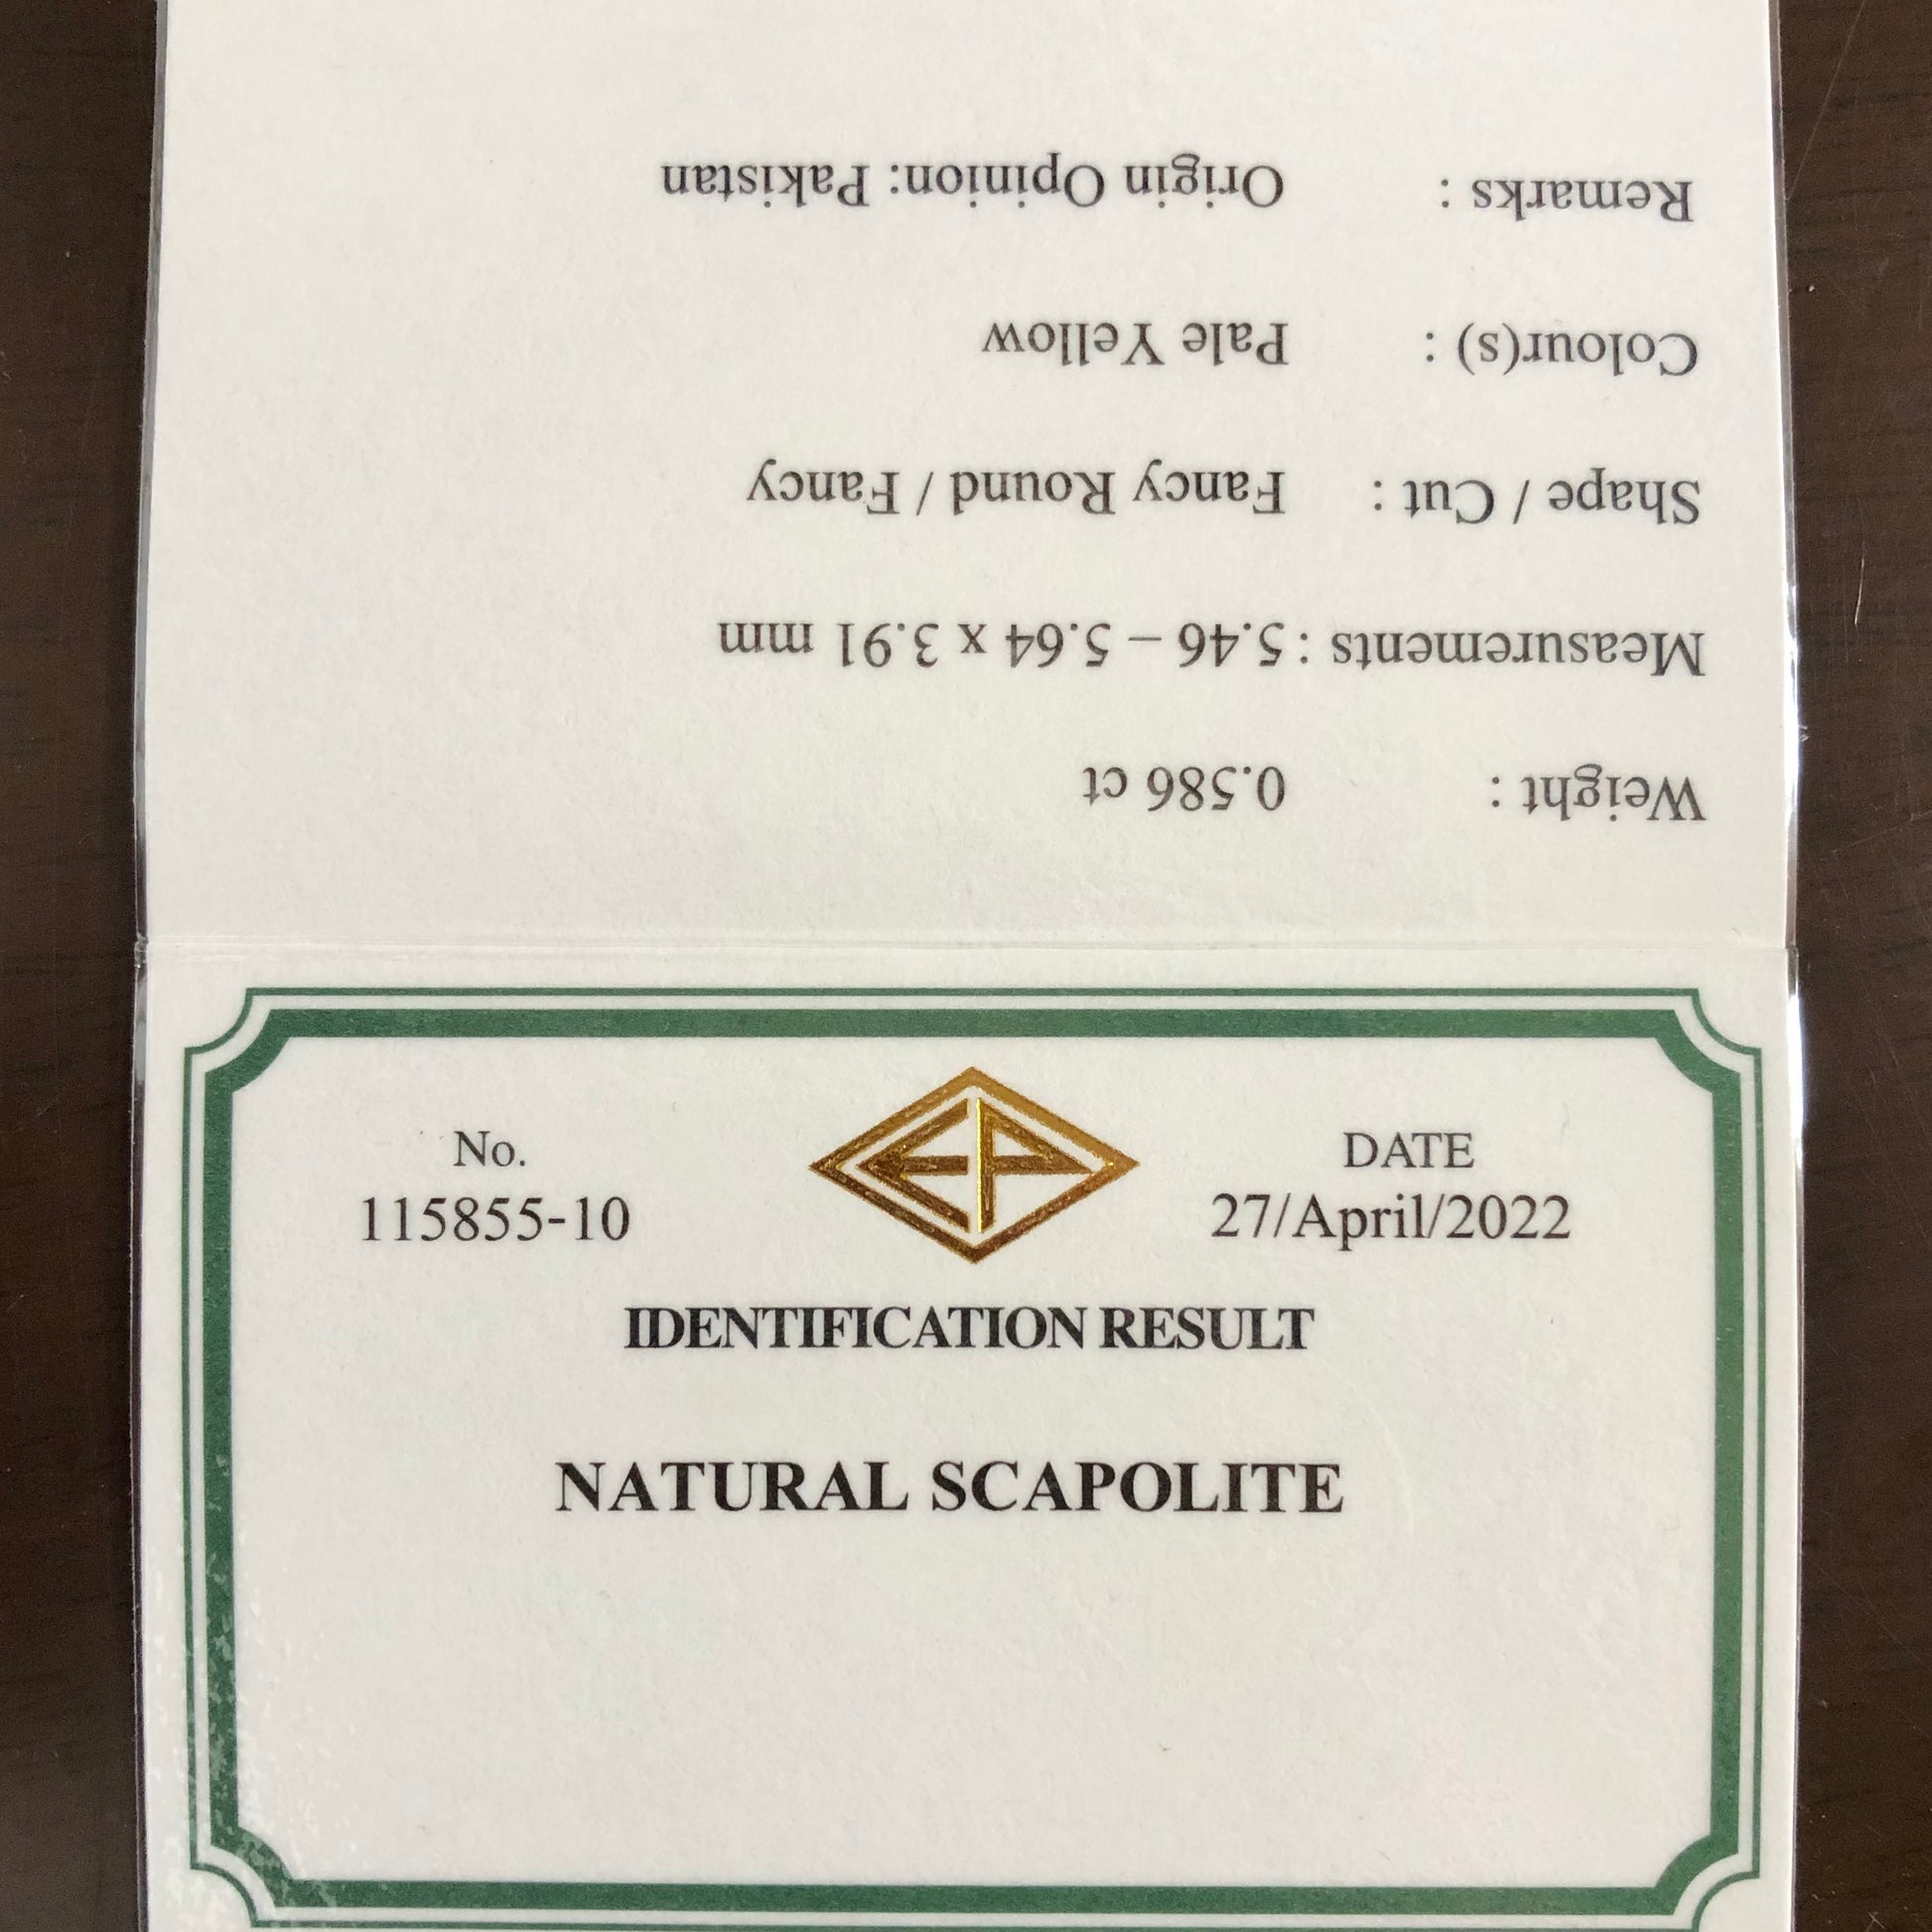 Weight : 0.586 ct
Measurements : 5.46 – 5.64 x 3.91 mm
Shape / Cut : Fancy Round / Fancy
Colour(s) : Pale Yellow
Remarks : Origin Opinion: Pakistan
No. DATE
115855-10 27/April/2022
IDENTIFICATION RESULT
NATURAL SCAPOLITE